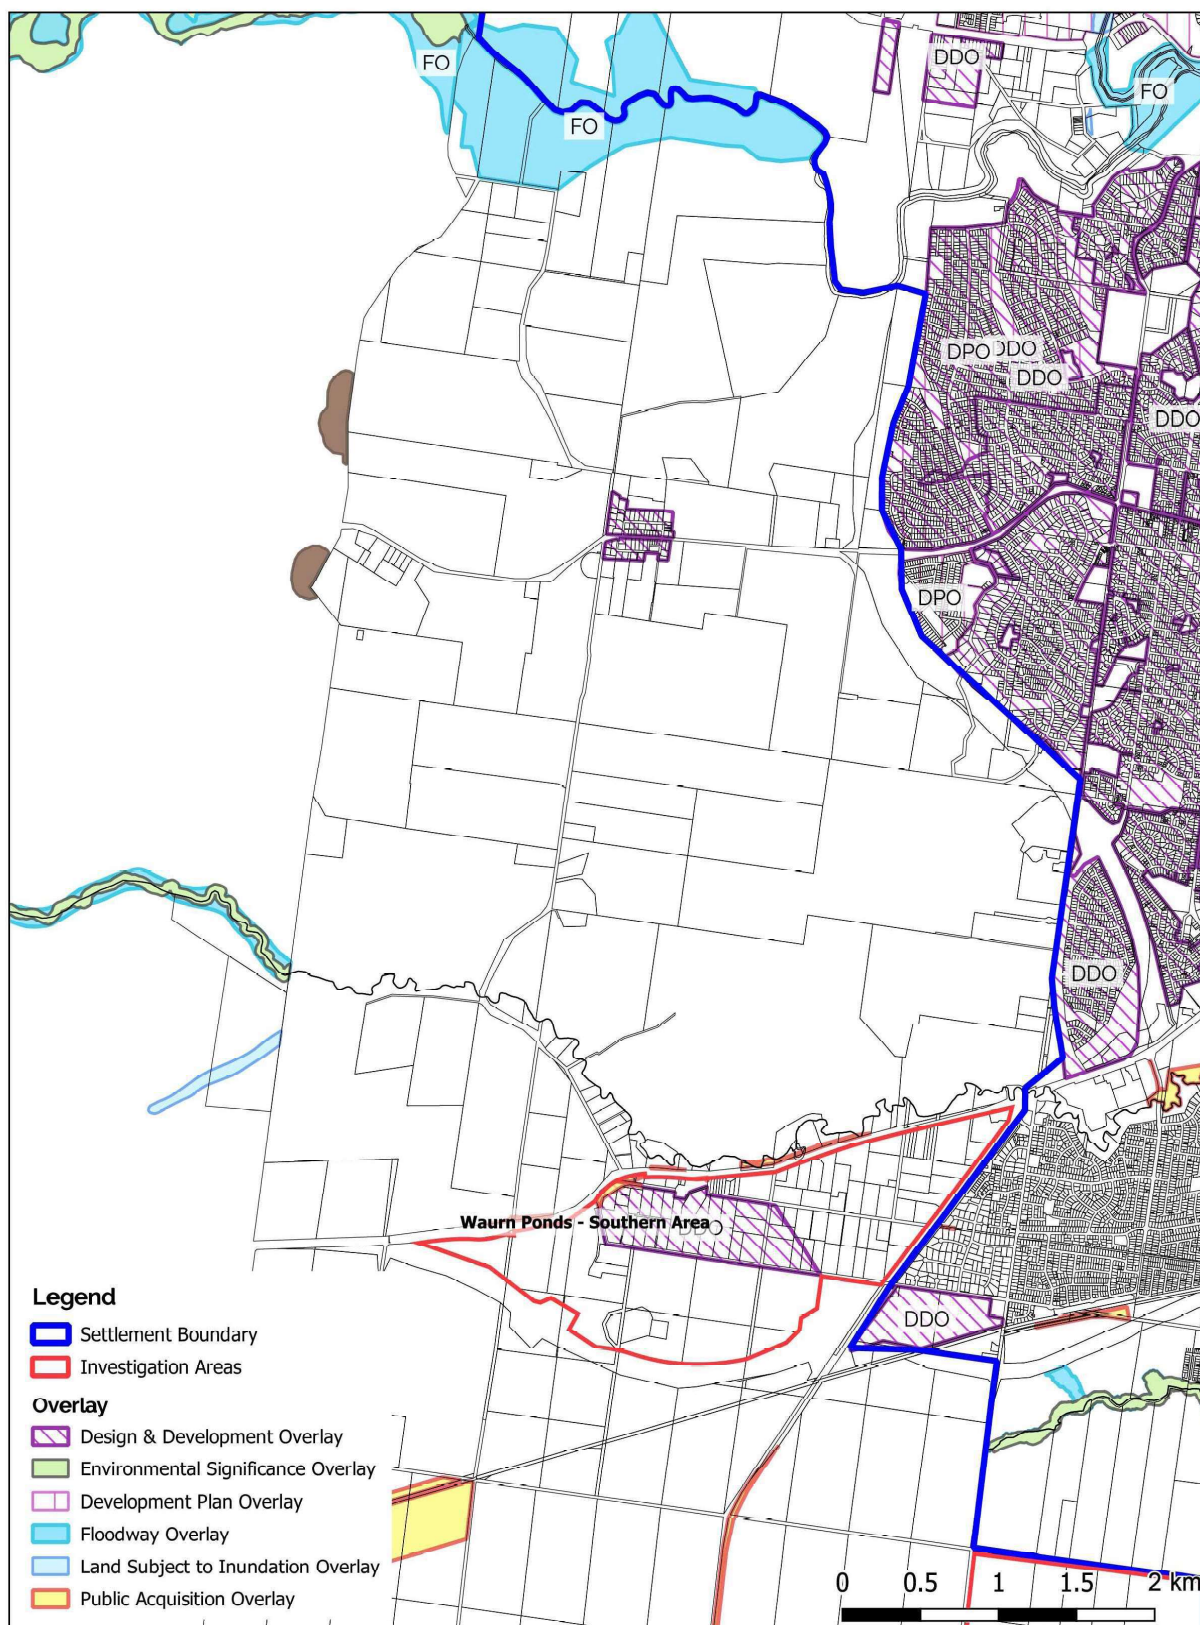 FO
DDO
FO
FO
DPO DDO
DDO
DDO
DPO
DDO
Waurn Ponds - Southern Area
DDO
DDO
Legend
Settlement Boundary
Investigation Areas
Overlay
Design & Development Overlay
Environmental Significance Overlay
Development Plan Overlay
Floodway Overlay
Land Subject to Inundation Overlay
Public Acquisition Overlay
0 0.5 1 1.5 2 km